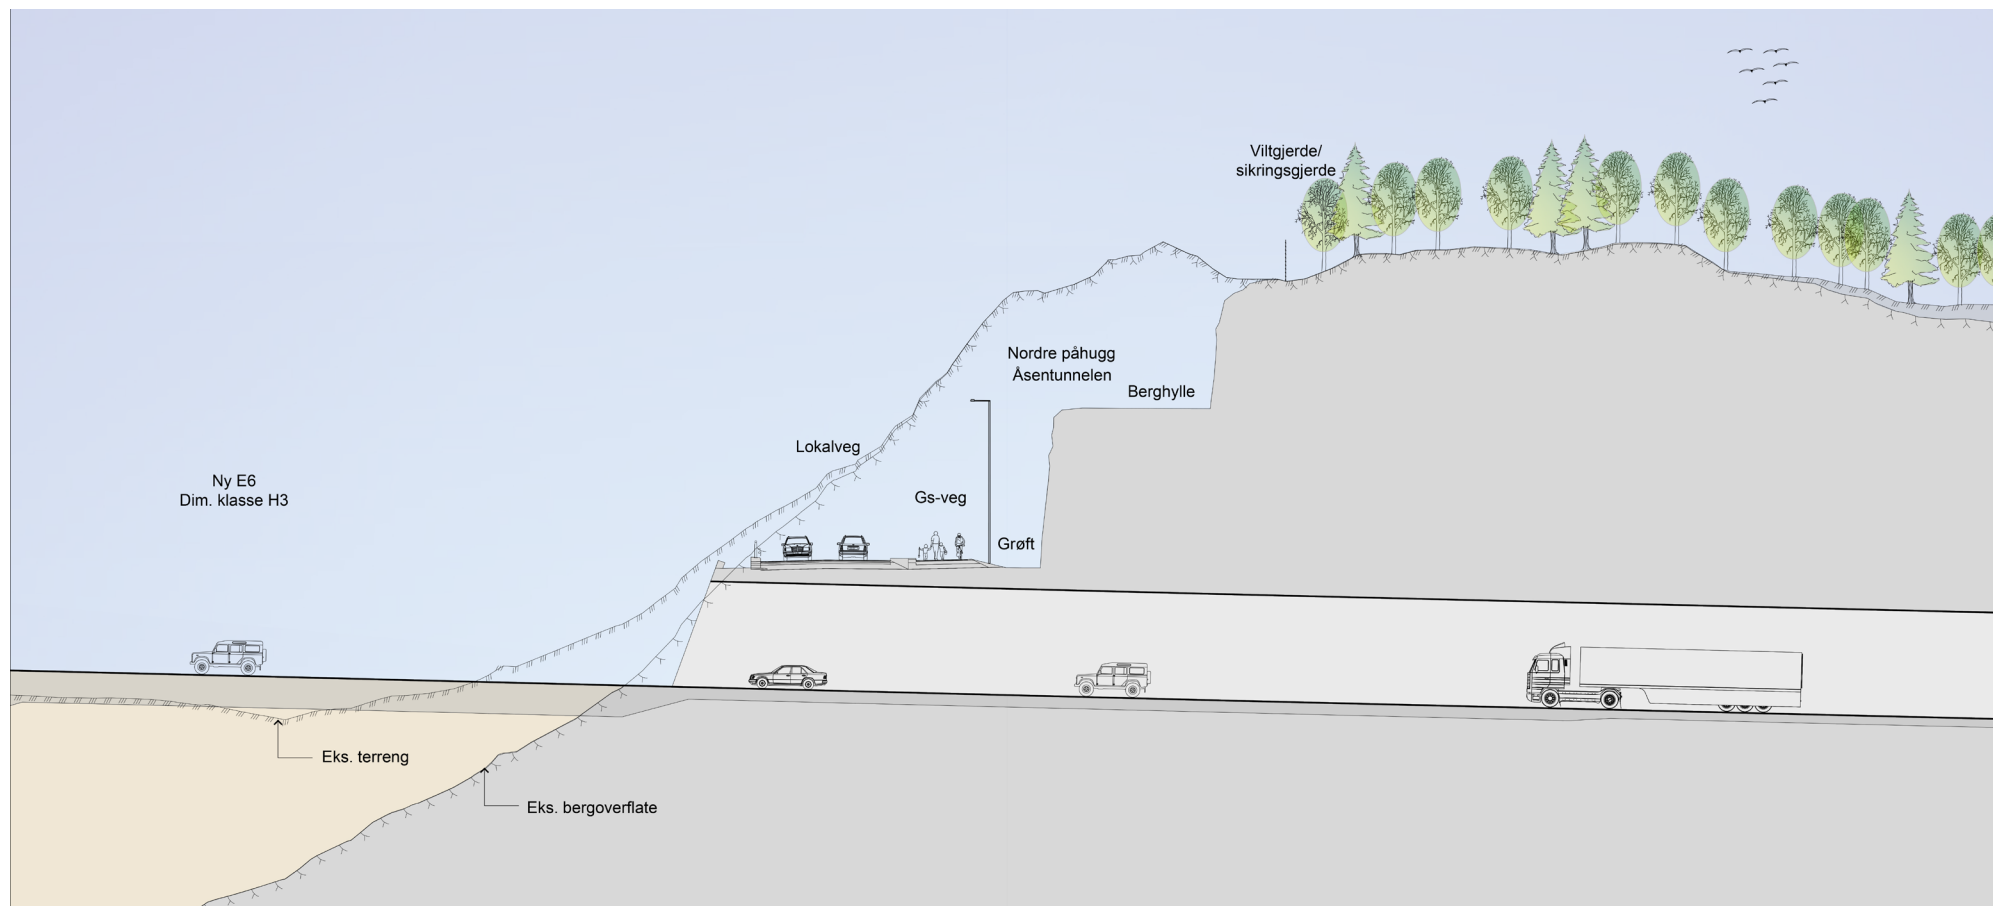 Viltgjerde/
sikringsgjerde
Nordre påhugg
Åsentunnelen
Berghylle
Lokalveg
Ny E6
Dim. klasse H3
Gs-veg
Grøft
Eks. terreng
Eks. bergoverflate